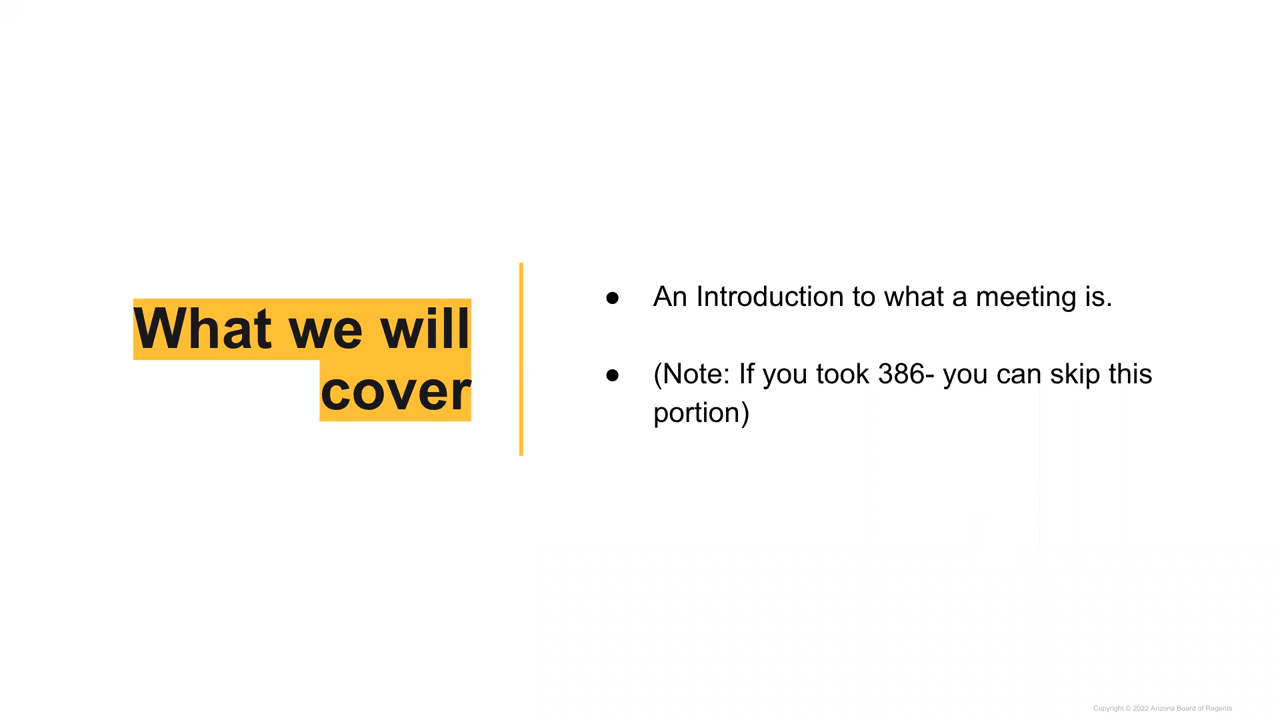 What we will
cover
● An Introduction to what a meeting is.
● (Note: If you took 386- you can skip this
portion)
Copyright © 2022 Arizona Board of Regents